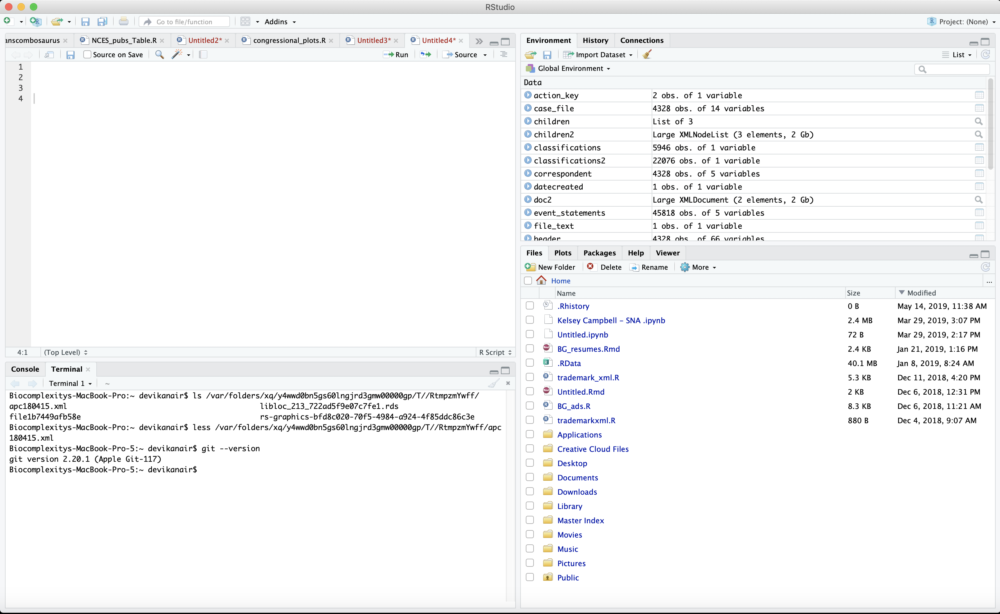 RStudio
Go to file/function
Addins
Project: (None)
anscombosaurus
NCES_pubs_Table.R
Untitled2*
congressional_plots.R
Untitled3*
Untitled4*
Source on Save
Run
Source
1
2
3
4
4:1
(Top Level)
R Script
Console
Terminal
Terminal 1
~
Biocomplexitys-MacBook-Pro:~ devikanair$ ls /var/folders/xq/y4wwd0bn5gs60lngjrd3gmw00000gp/T//RtmpzmYwff/
apc180415.xml libloc_213_722ad5f9e07c7fe1.rds
file1b7449afb58e rs-graphics-bfd8c020-70f5-4984-a924-4f85ddc86c3e
Biocomplexitys-MacBook-Pro:~ devikanair$ less /var/folders/xq/y4wwd0bn5gs60lngjrd3gmw00000gp/T//RtmpzmYwff/apc
180415.xml
Biocomplexitys-MacBook-Pro-5:~ devikanair$ git --version
git version 2.20.1 (Apple Git-117)
Biocomplexitys-MacBook-Pro-5:~ devikanair$
Environment
History
Connections
Import Dataset
List
Global Environment
Data
action_key 2 obs. of 1 variable
case_file 4328 obs. of 14 variables
children List of 3
children2 Large XMLNodeList (3 elements, 2 Gb)
classifications 5946 obs. of 1 variable
classifications2 22076 obs. of 1 variable
correspondent 4328 obs. of 5 variables
datecreated 1 obs. of 1 variable
doc2 Large XMLDocument (2 elements, 2 Gb)
event_statements 45818 obs. of 5 variables
file_text 1 obs. of 1 variable
header 4328 obs. of 66 variables
Files
Plots
Packages
Help
Viewer
New Folder
Delete
Rename
More
Home
...
Name Size Modified
.Rhistory 0 B May 14, 2019, 11:38 AM
Kelsey Campbell - SNA .ipynb 2.4 MB Mar 29, 2019, 3:07 PM
Untitled.ipynb 72 B Mar 29, 2019, 2:17 PM
BG_resumes.Rmd 2.4 KB Jan 21, 2019, 1:16 PM
.RData 40.1 MB Jan 8, 2019, 8:24 AM
trademark_xml.R 5.3 KB Dec 11, 2018, 4:20 PM
Untitled.Rmd 2 KB Dec 6, 2018, 12:31 PM
BG_ads.R 8.3 KB Dec 6, 2018, 11:21 AM
trademarkxml.R 880 B Dec 4, 2018, 9:07 AM
Applications
Creative Cloud Files
Desktop
Documents
Downloads
Library
Master Index
Movies
Music
Pictures
Public